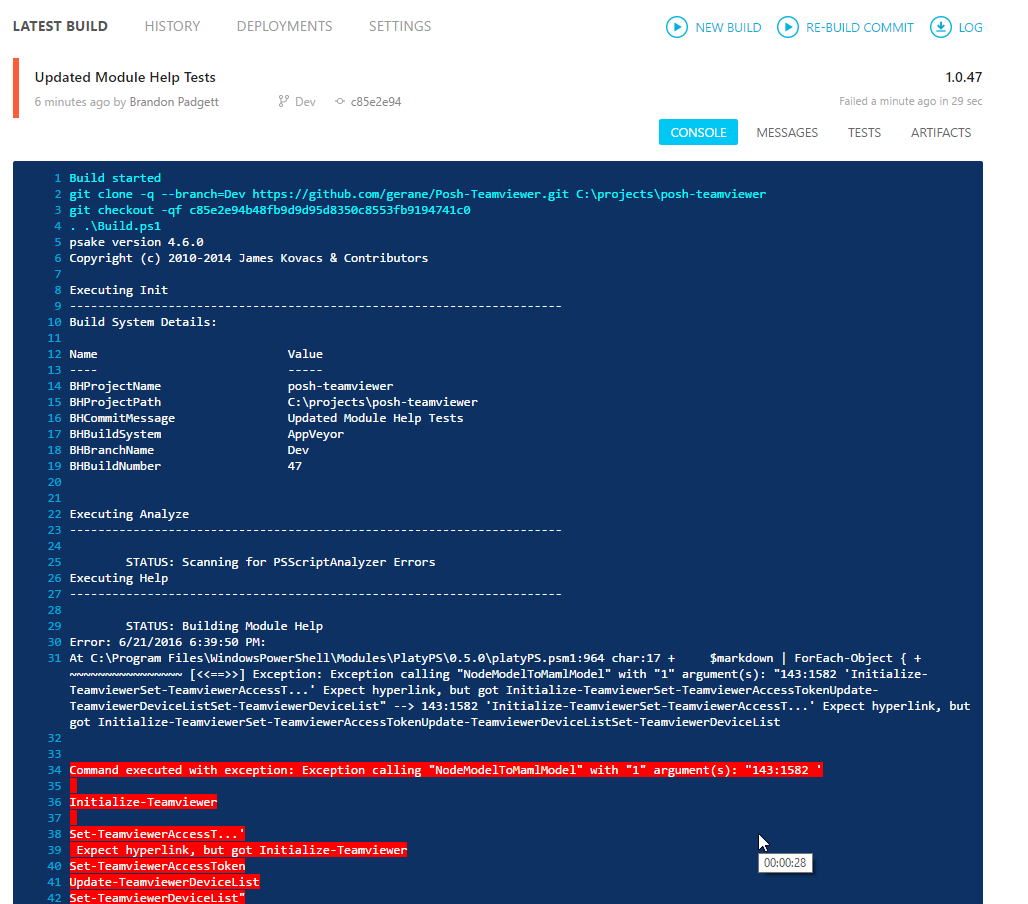 LATEST BUILD HISTORY DEPLOYMENTS SETTINGS NEW BUILD RE-BUILD COMMIT LOG
Updated Module Help Tests 1.0.47
6 minutes ago by Brandon Padgett Dev c85e2e94 Failed a minute ago in 29 sec
CONSOLE MESSAGES TESTS ARTIFACTS
1 Build started
2 git clone -q --branch=Dev https://github.com/gerane/Posh-Teamviewer.git C:\projects\posh-teamviewer
3 git checkout -qf c85e2e94b48fb9d9d95d8350c8553fb9194741c0
4 . .\Build.ps1
5 psake version 4.6.0
6 Copyright (c) 2010-2014 James Kovacs & Contributors
7
8 Executing Init
9 ----------------------------------------------------------------------
10 Build System Details:
11
12 Name Value
13 ---- -----
14 BHProjectName posh-teamviewer
15 BHProjectPath C:\projects\posh-teamviewer
16 BHCommitMessage Updated Module Help Tests
17 BHBuildSystem AppVeyor
18 BHBranchName Dev
19 BHBuildNumber 47
20
21
22 Executing Analyze
23 ----------------------------------------------------------------------
24
25 STATUS: Scanning for PSScriptAnalyzer Errors
26 Executing Help
27 ----------------------------------------------------------------------
28
29 STATUS: Building Module Help
30 Error: 6/21/2016 6:39:50 PM:
31 At C:\Program Files\WindowsPowerShell\Modules\PlatyPS\0.5.0\platyPS.psm1:964 char:17 + $markdown | ForEach-Object { +
~~~~~~~~~~~~~~~~ [<<==>>] Exception: Exception calling "NodeModelToMamlModel" with "1" argument(s): "143:1582 'Initialize-
TeamviewerSet-TeamviewerAccessT...' Expect hyperlink, but got Initialize-TeamviewerSet-TeamviewerAccessTokenUpdate-
TeamviewerDeviceListSet-TeamviewerDeviceList" --> 143:1582 'Initialize-TeamviewerSet-TeamviewerAccessT...' Expect hyperlink, but
got Initialize-TeamviewerSet-TeamviewerAccessTokenUpdate-TeamviewerDeviceListSet-TeamviewerDeviceList
32
33
34 Command executed with exception: Exception calling "NodeModelToMamlModel" with "1" argument(s): "143:1582 '
35
36 Initialize-Teamviewer
37
38 Set-TeamviewerAccessT...'
39 Expect hyperlink, but got Initialize-Teamviewer
40 Set-TeamviewerAccessToken
41 Update-TeamviewerDeviceList
42 Set-TeamviewerDeviceList"
00:00:28